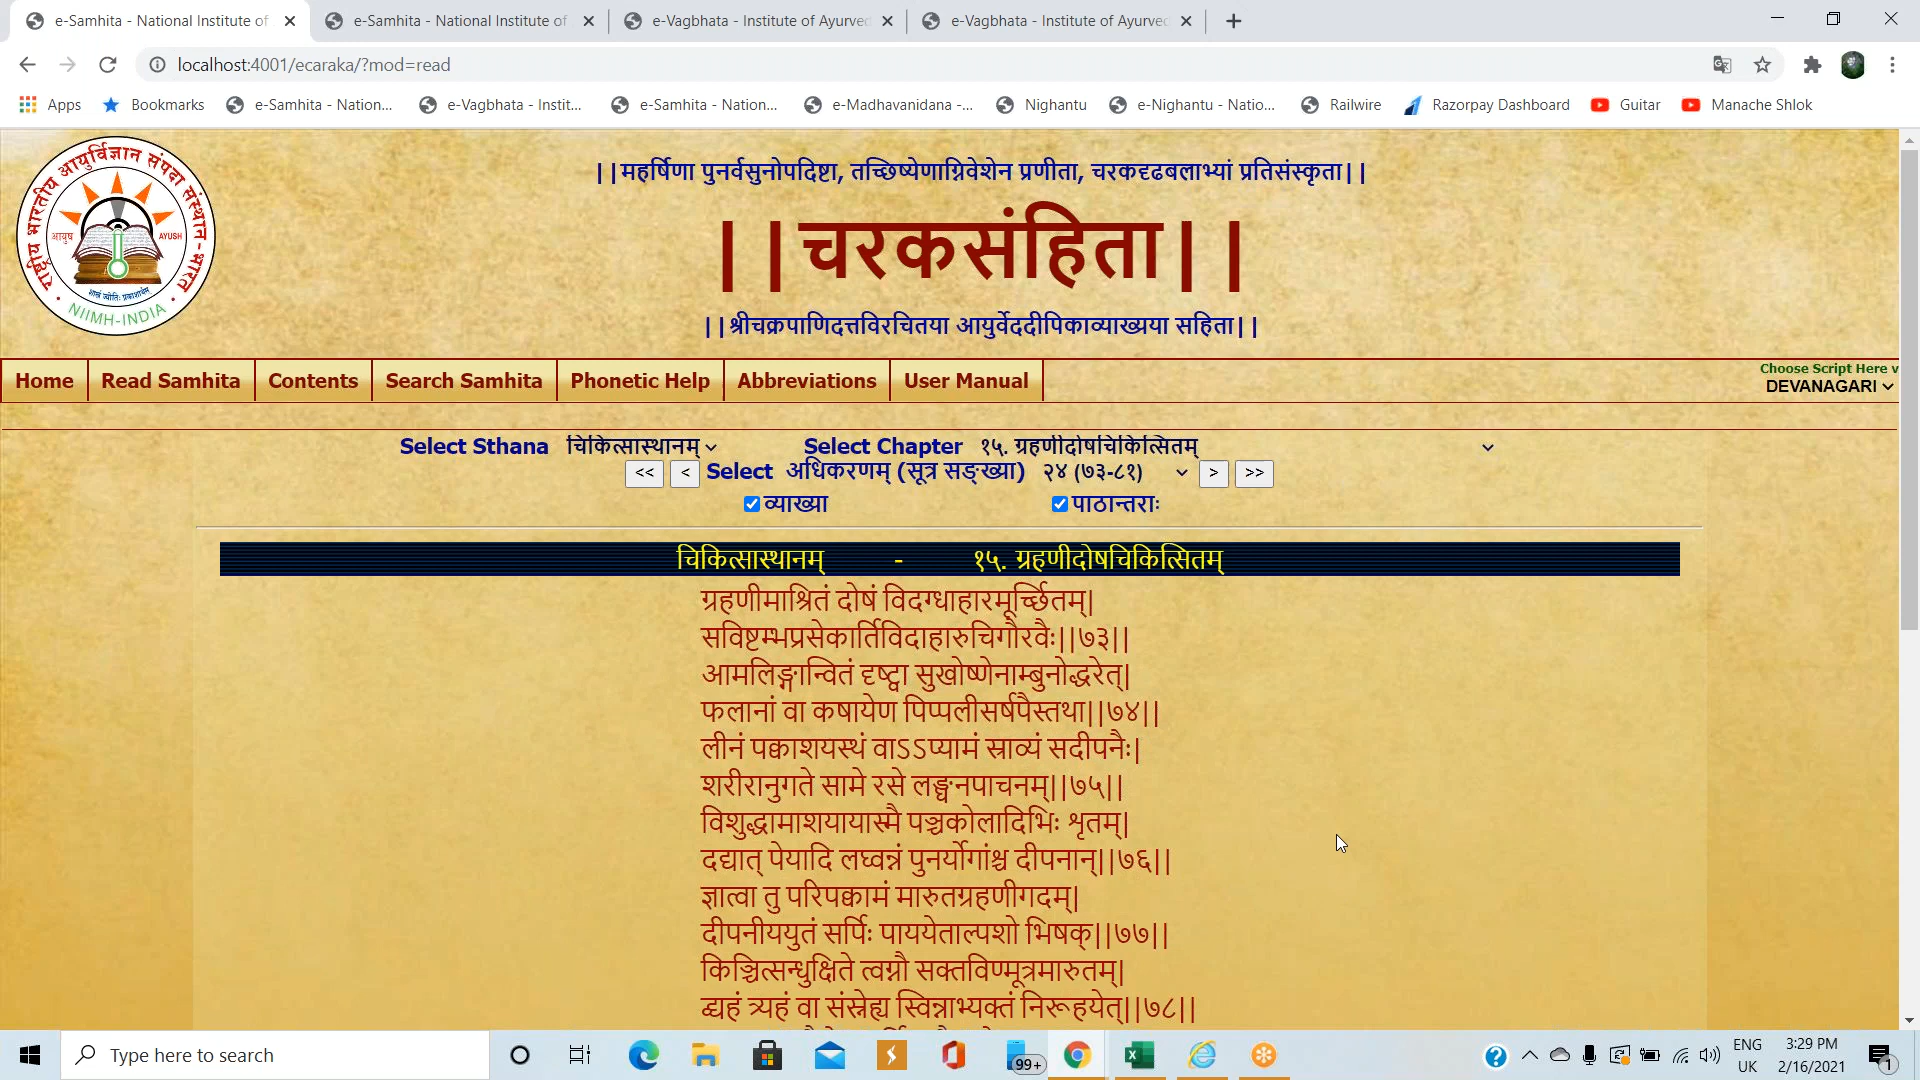 e-Samhita - National Institute of
e-Samhita - National Institute of
e-Vagbhata - Institute of Ayurved
e-Vagbhata - Institute of Ayurved
localhost:4001/ecaraka/?mod=read
Apps
Bookmarks
e-Samhita - Nation...
e-Vagbhata - Instit...
e-Samhita - Nation...
e-Madhavanidana -...
Nighantu
e-Nighantu - Natio...
Railwire
Razorpay Dashboard
Guitar
Manache Shlok
राष्ट्रीय भारतीय आयुर्विज्ञान संपदा संस्थान - भारत
आयुष
AYUSH
NIIMH-INDIA
||महर्षिणा पुनर्वसुनोपदिष्टा, तच्छिष्येणाग्निवेशेन प्रणीता, चरकदृढबलाभ्यां प्रतिसंस्कृता||
||चरकसंहिता||
||श्रीचक्रपाणिदत्तविरचितया आयुर्वेददीपिकाव्याख्यया सहिता||
Home
Read Samhita
Contents
Search Samhita
Phonetic Help
Abbreviations
User Manual
Choose Script Here v
DEVANAGARI
Select Sthana चिकित्सास्थानम् Select Chapter १५. ग्रहणीदोषचिकित्सितम्
<< < Select अधिकरणम् (सूत्र सङ्ख्या) २४ (७३-८१) > >>
व्याख्या पाठान्तराः
चिकित्सास्थानम् - १५. ग्रहणीदोषचिकित्सितम्
ग्रहणीमाश्रितं दोषं विदग्धाहारमूर्च्छितम्|
सविष्टम्भप्रसेकार्तिविदाहारुचिगौरवैः||७३||
आमलिङ्गान्वितं दृष्ट्वा सुखोष्णेनाम्बुनोद्धरेत्|
फलानां वा कषायेण पिप्पलीसर्षपैस्तथा||७४||
लीनं पक्वाशयस्थं वाऽऽप्यामं स्राव्यं सदीपनैः|
शरीरानुगते सामे रसे लङ्घनपाचनम्||७५||
विशुद्धामाशयायास्मै पञ्चकोलादिभिः शृतम्|
दद्यात् पेयादि लघ्वन्नं पुनर्योगांश्च दीपनान्||७६||
ज्ञात्वा तु परिपक्वामं मारुतग्रहणीगदम्|
दीपनीययुतं सर्पिः पाययेताल्पशो भिषक्||७७||
किञ्चित्सन्धुक्षिते त्वग्नौ सक्तविण्मूत्रमारुतम्|
द्व्यहं त्र्यहं वा संस्नेह्य स्विन्नाभ्यक्तं निरूहयेत्||७८||
Type here to search
99+
ENG
UK
3:29 PM
2/16/2021
1